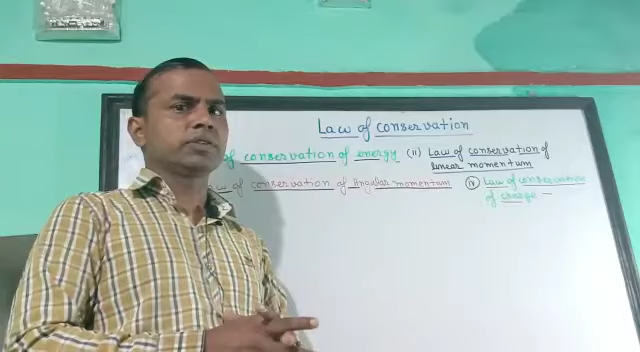 Law of conservation
of conservation of energy (ii) Law of conservation of
linear momentum
Law of conservation of Angular momentum (iv) Law of conservation
of charge -